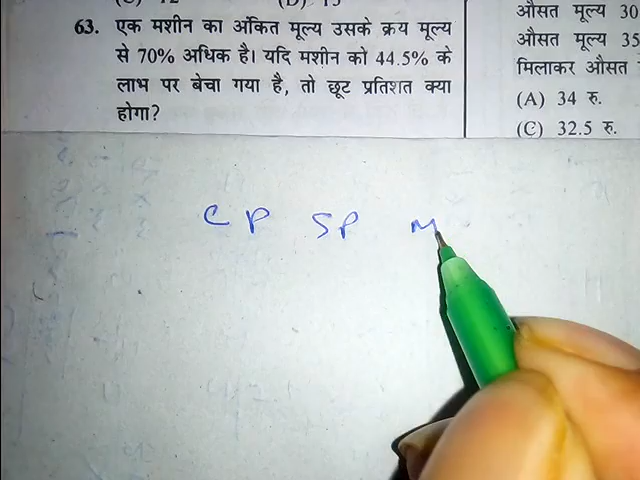 63. एक मशीन का अंकित मूल्य उसके क्रय मूल्य
से 70% अधिक है। यदि मशीन को 44.5% के
लाभ पर बेचा गया है, तो छूट प्रतिशत क्या
होगा?
औसत मूल्य 30
औसत मूल्य 35
मिलाकर औसत
(A) 34 रु.
(C) 32.5 रु.
CP SP M